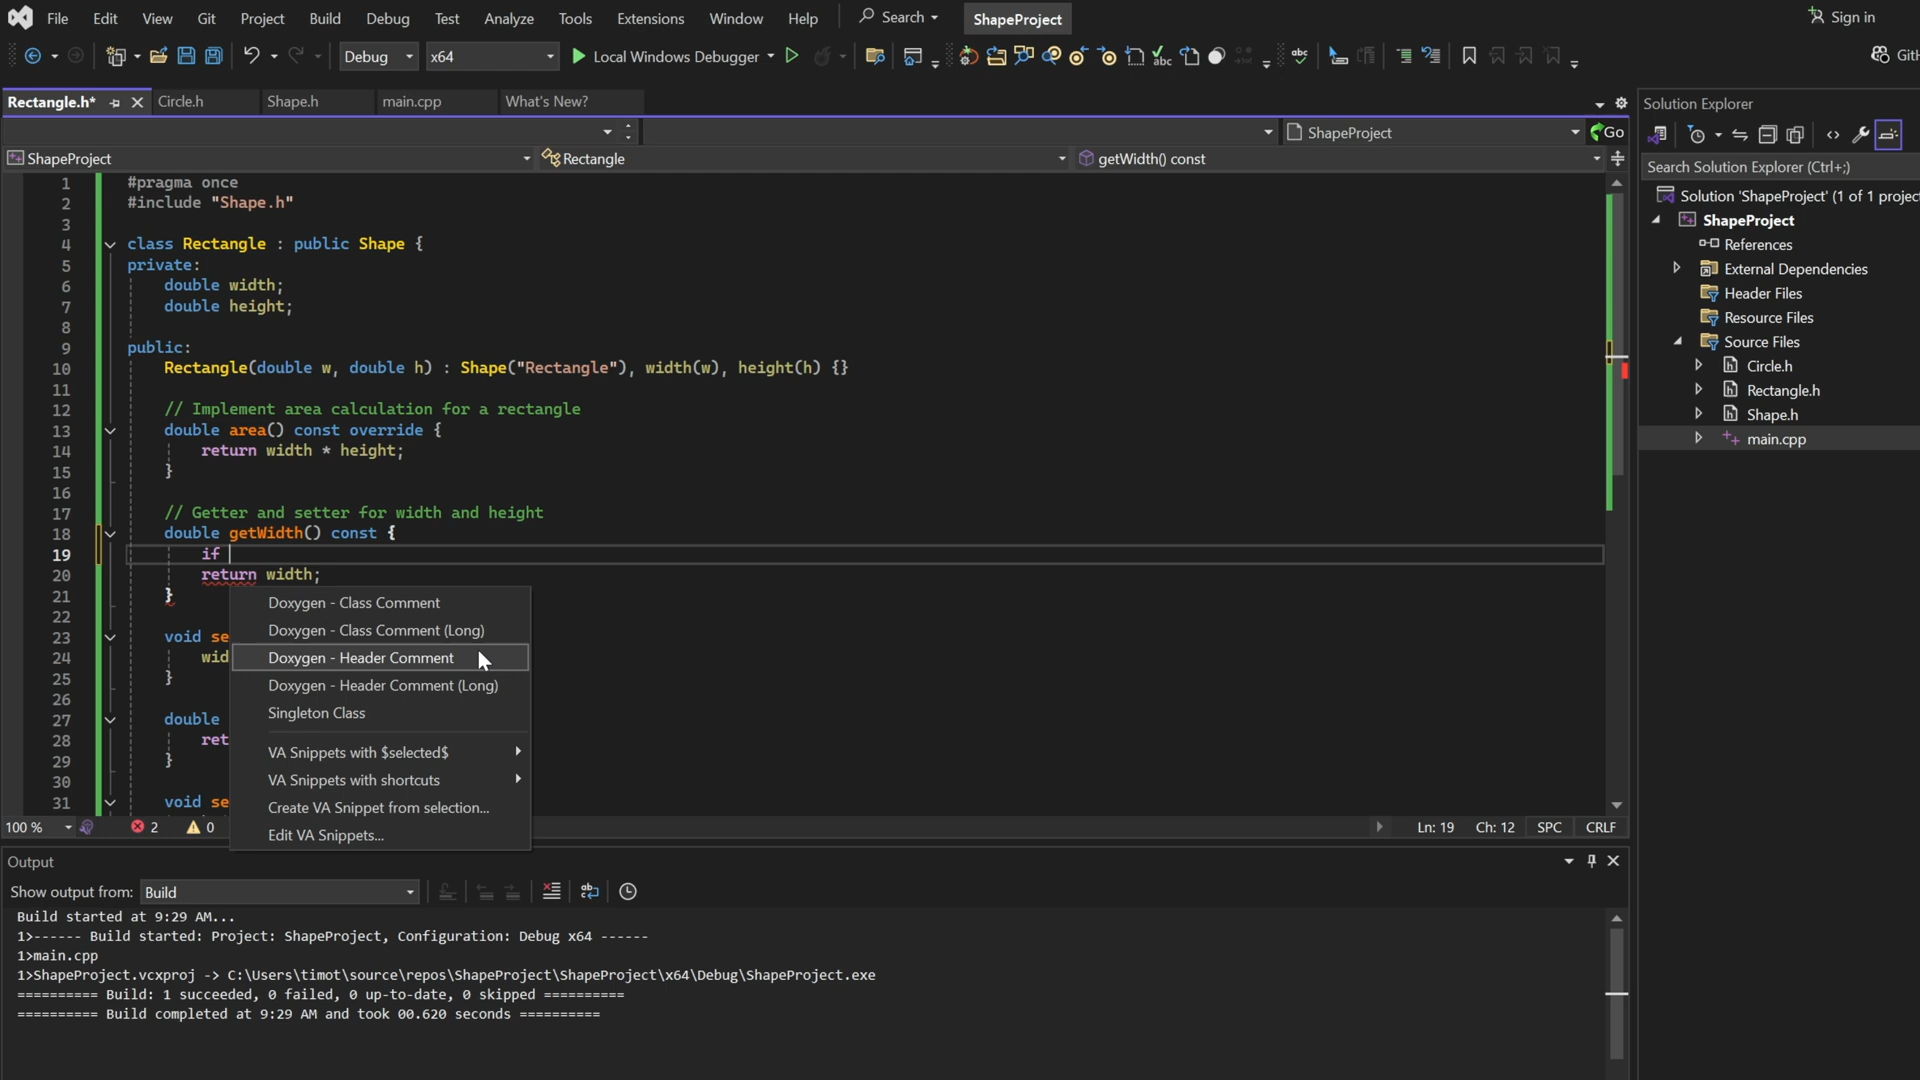 File Edit View Git Project Build Debug Test Analyze Tools Extensions Window Help Search ShapeProject Sign in
Debug x64 Local Windows Debugger
Rectangle.h* Circle.h Shape.h main.cpp What's New?
Solution Explorer
ShapeProject Go
ShapeProject Rectangle getWidth() const
Search Solution Explorer (Ctrl+;)
Solution 'ShapeProject' (1 of 1 project
ShapeProject
References
External Dependencies
Header Files
Resource Files
Source Files
Circle.h
Rectangle.h
Shape.h
main.cpp
1 #pragma once
2 #include "Shape.h"
3
4 class Rectangle : public Shape {
5 private:
6 double width;
7 double height;
8
9 public:
10 Rectangle(double w, double h) : Shape("Rectangle"), width(w), height(h) {}
11
12 // Implement area calculation for a rectangle
13 double area() const override {
14 return width * height;
15 }
16
17 // Getter and setter for width and height
18 double getWidth() const {
19 if
20 return width;
21 }
22
23 void se
24 wid
25 }
26
27 double
28 ret
29 }
30
31 void se
Doxygen - Class Comment
Doxygen - Class Comment (Long)
Doxygen - Header Comment
Doxygen - Header Comment (Long)
Singleton Class
VA Snippets with $selected$
VA Snippets with shortcuts
Create VA Snippet from selection...
Edit VA Snippets...
100 % 2 0 Ln: 19 Ch: 12 SPC CRLF
Output
Show output from: Build
Build started at 9:29 AM...
1>------ Build started: Project: ShapeProject, Configuration: Debug x64 ------
1>main.cpp
1>ShapeProject.vcxproj -> C:\Users\timot\source\repos\ShapeProject\ShapeProject\x64\Debug\ShapeProject.exe
========== Build: 1 succeeded, 0 failed, 0 up-to-date, 0 skipped ==========
========== Build completed at 9:29 AM and took 00.620 seconds ==========